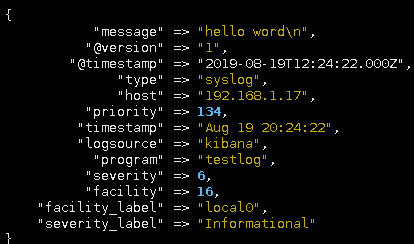 {
"message" => "hello word\n",
"@version" => "1",
"@timestamp" => "2019-08-19T12:24:22.000Z",
"type" => "syslog",
"host" => "192.168.1.17",
"priority" => 134,
"timestamp" => "Aug 19 20:24:22",
"logsource" => "kibana",
"program" => "testlog",
"severity" => 6,
"facility" => 16,
"facility_label" => "local0",
"severity_label" => "Informational"
}